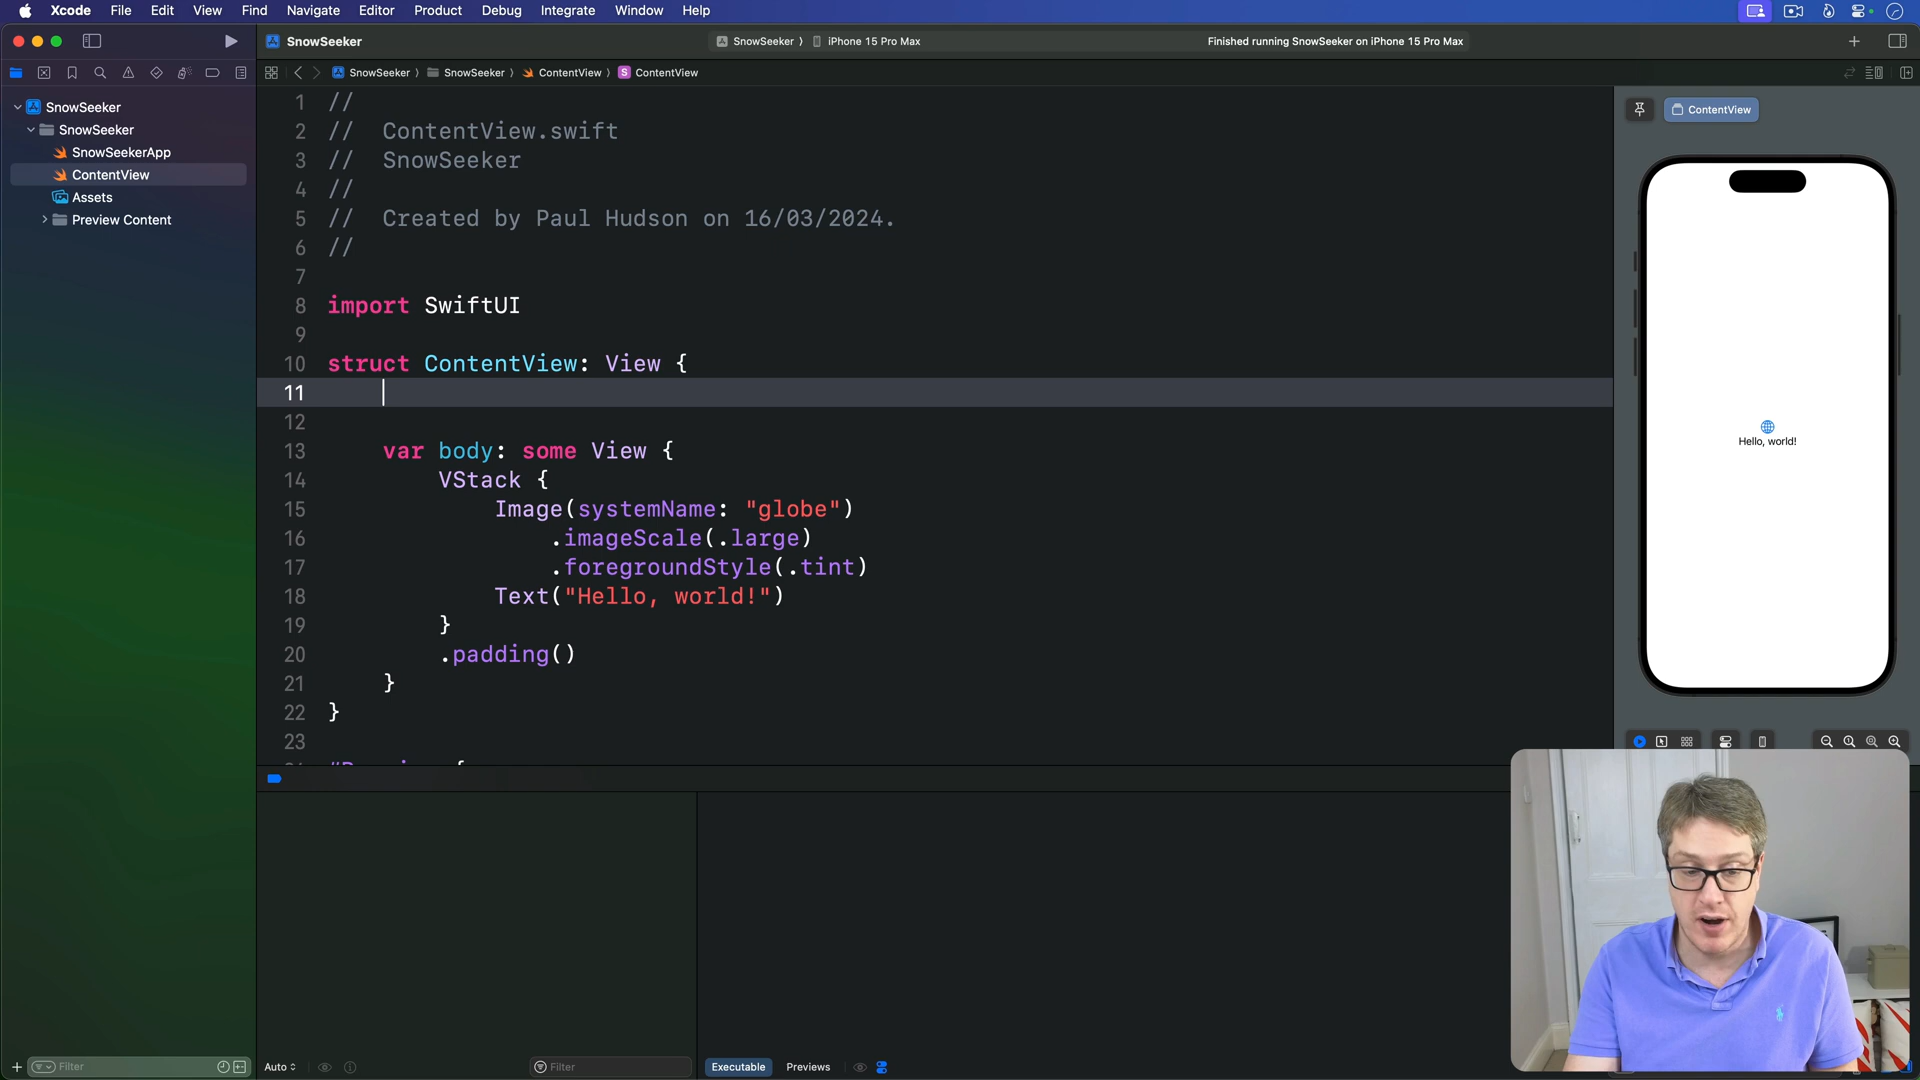 Xcode File Edit View Find Navigate Editor Product Debug Integrate Window Help
SnowSeeker
SnowSeeker
iPhone 15 Pro Max
Finished running SnowSeeker on iPhone 15 Pro Max
SnowSeeker
SnowSeeker
ContentView
ContentView
SnowSeeker
SnowSeeker
SnowSeekerApp
ContentView
Assets
Preview Content
1 //
2 // ContentView.swift
3 // SnowSeeker
4 //
5 // Created by Paul Hudson on 16/03/2024.
6 //
7
8 import SwiftUI
9
10 struct ContentView: View {
11
12
13 var body: some View {
14 VStack {
15 Image(systemName: "globe")
16 .imageScale(.large)
17 .foregroundStyle(.tint)
18 Text("Hello, world!")
19 }
20 .padding()
21 }
22 }
23
ContentView
Hello, world!
Filter
Auto
Filter
Executable
Previews